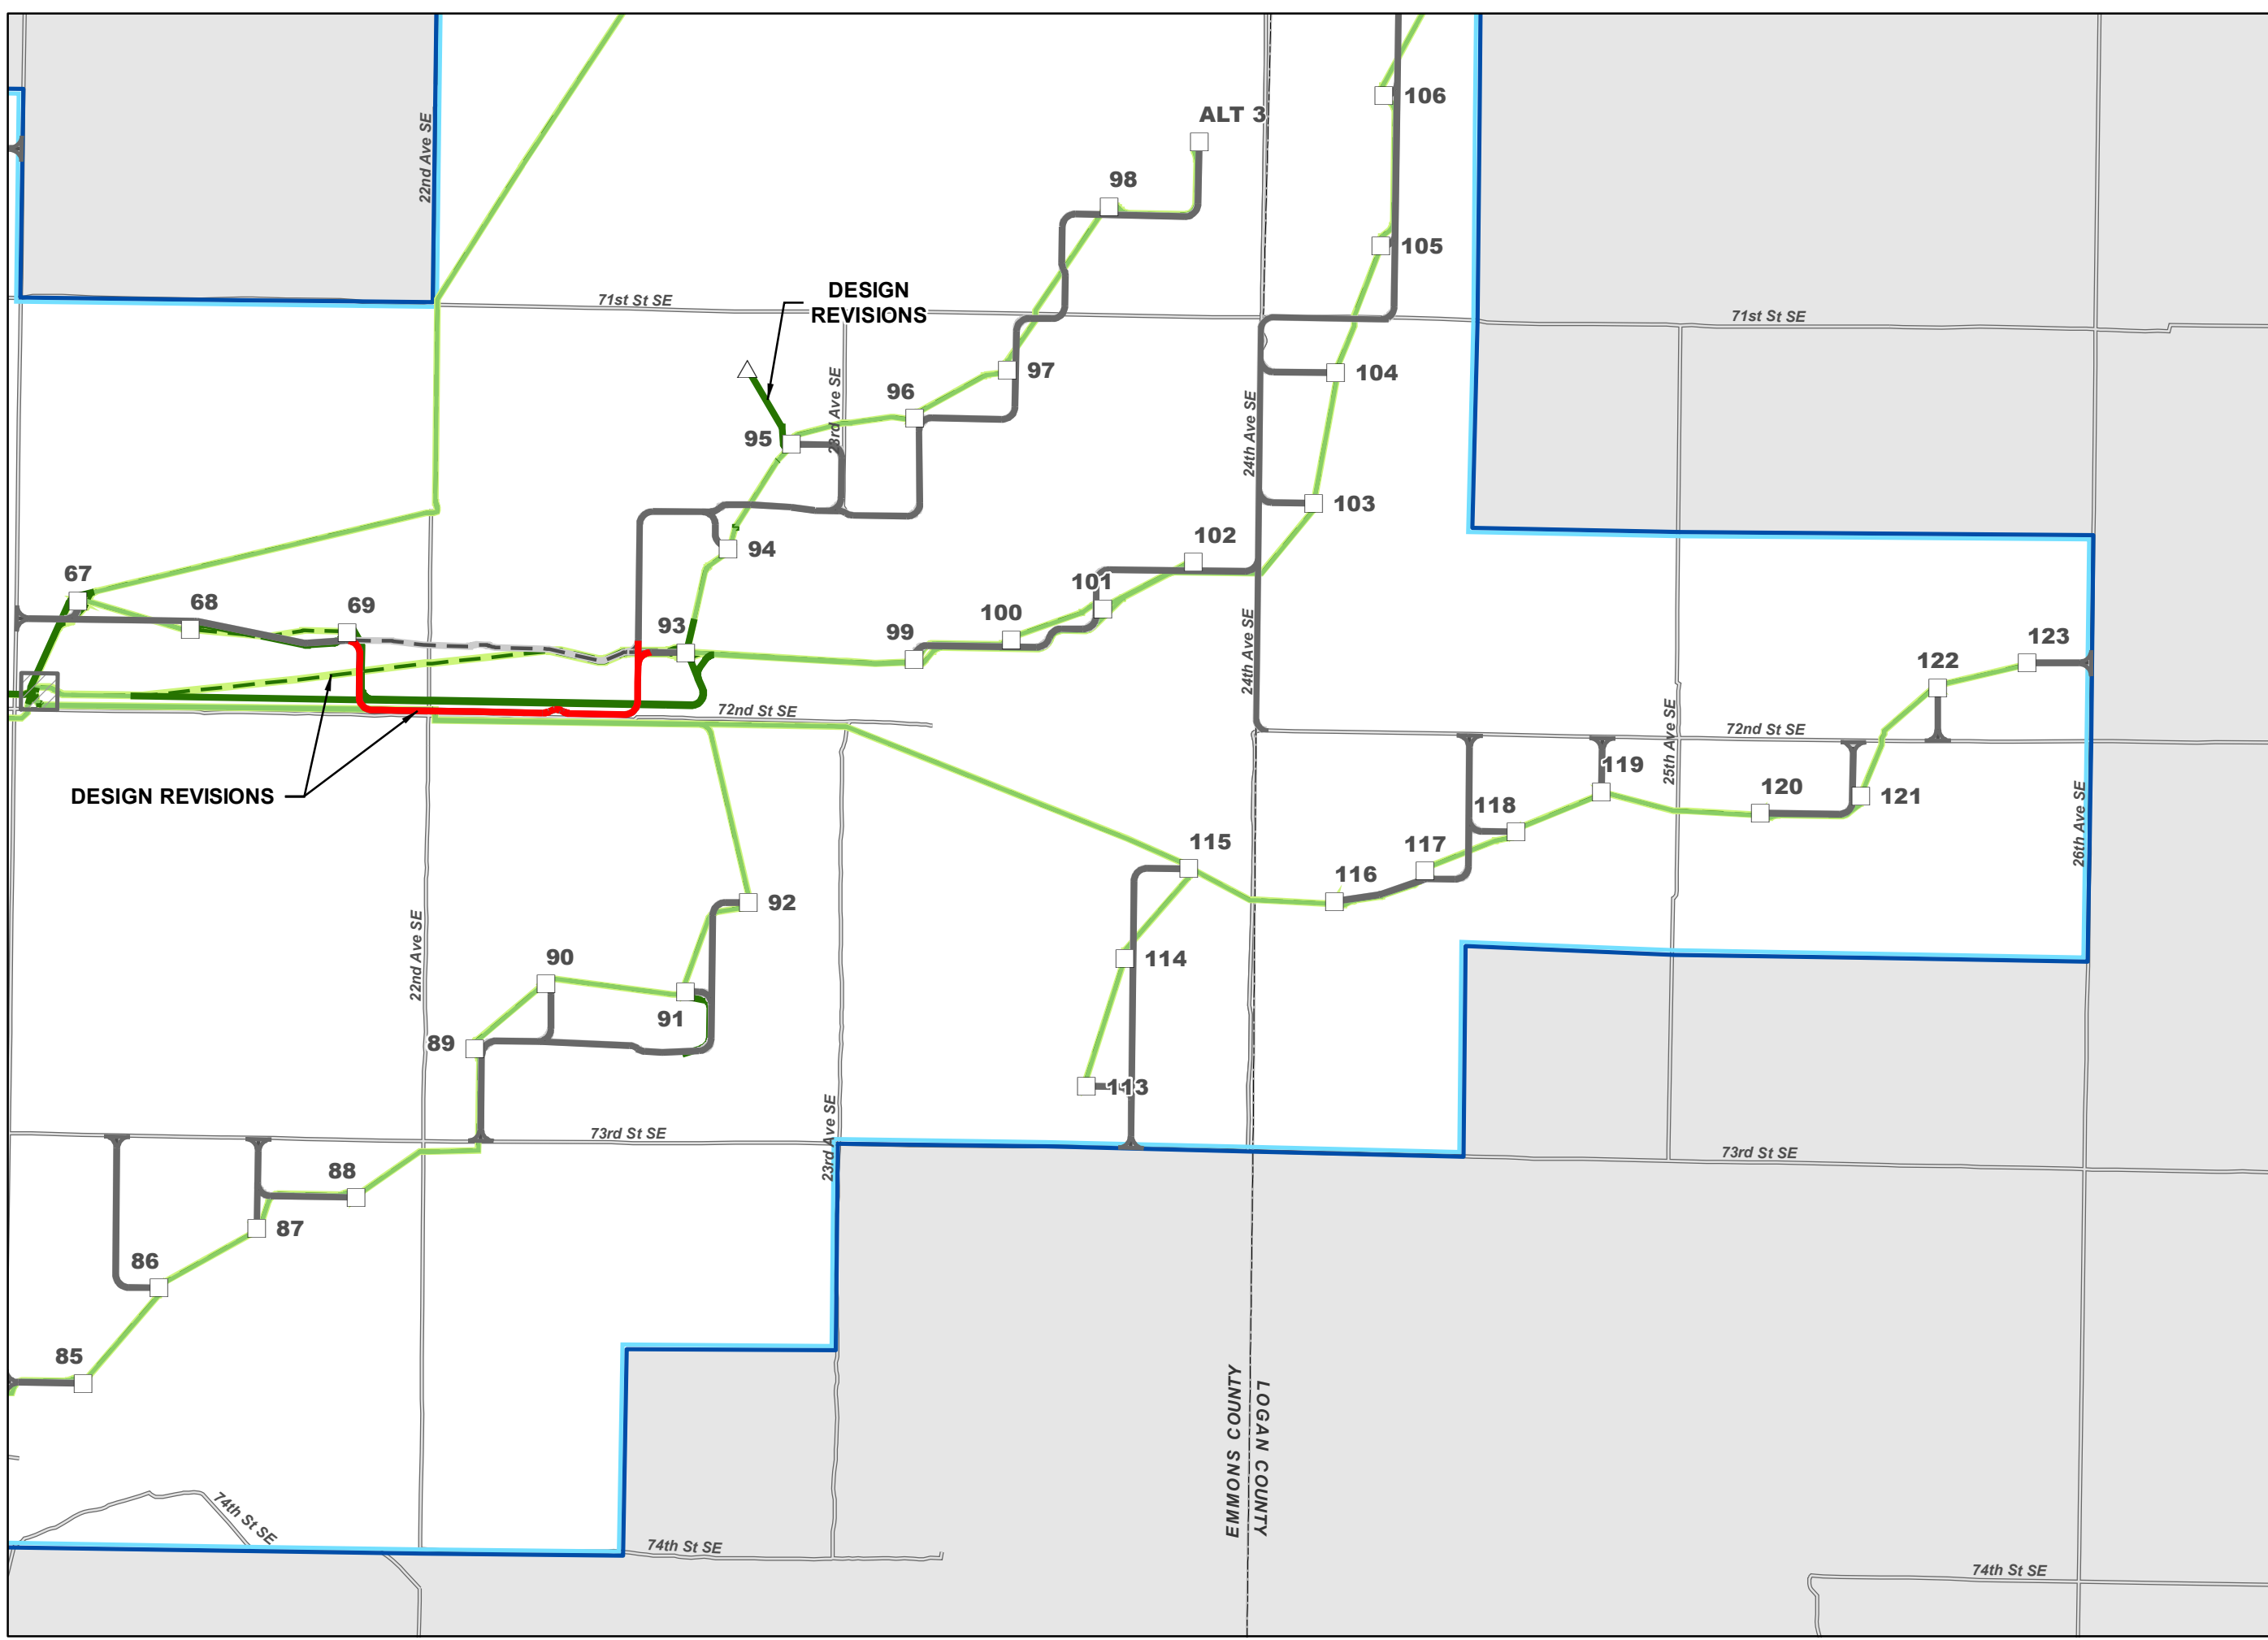 106
ALT 3
22nd Ave SE
98
105
DESIGN
REVISIONS
71st St SE
71st St SE
97
104
96
23rd Ave SE
95
24th Ave SE
103
94
102
67
101
68
69
100
93
99
24th Ave SE
123
122
72nd St SE
72nd St SE
25th Ave SE
119
DESIGN REVISIONS
120
121
118
26th Ave SE
115
117
116
92
22nd Ave SE
90
114
91
89
113
73rd St SE
23rd Ave SE
73rd St SE
88
87
86
85
EMMONS COUNTY
LOGAN COUNTY
74th St SE
74th St SE
74th St SE